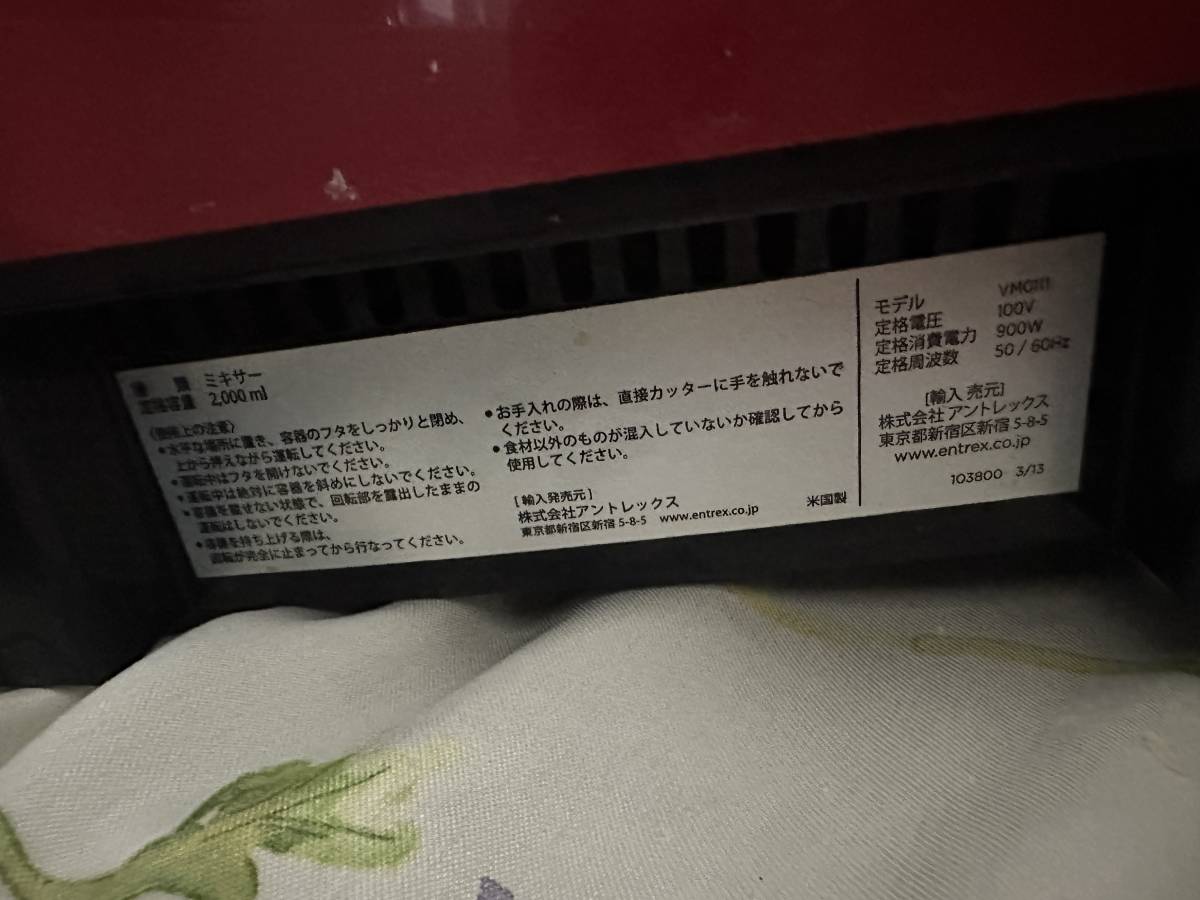 種 類 ミキサー
定格容量 2,000 ml
〈使用上の注意〉
•水平な場所に置き、容器のフタをしっかりと閉め、
上から押えながら運転してください。
•運転中はフタを開けないでください。
•運転中は絶対に容器を斜めにしないでください。
•容器を載せない状態で、回転部を露出したままの
運転はしないでください。
•容器を持ち上げる際は、
回転が完全に止まってから行なってください。
•お手入れの際は、直接カッターに手を触れないで
ください。
•食材以外のものが混入していないか確認してから
使用してください。
[ 輸入発売元 ]
株式会社アントレックス
東京都新宿区新宿 5-8-5 www.entrex.co.jp
米国製
モデル VM0111
定格電圧 100V
定格消費電力 900W
定格周波数 50 / 60Hz
[輸入 売元]
株式会社 アントレックス
東京都新宿区新宿 5-8-5
www.entrex.co.jp
103800 3/13